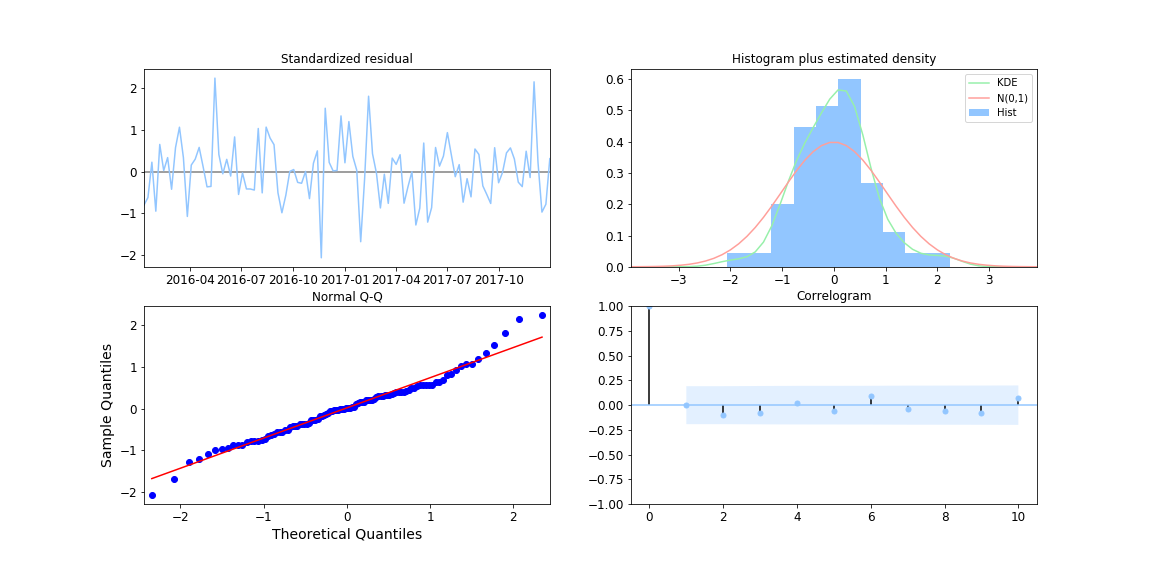 Standardized residual
2
1
0
−1
−2
2016-04 2016-07 2016-10 2017-01 2017-04 2017-07 2017-10
Histogram plus estimated density
KDE
N(0,1)
Hist
0.6
0.5
0.4
0.3
0.2
0.1
0.0
−3 −2 −1 0 1 2 3
Normal Q-Q
Sample Quantiles
2
1
0
−1
−2
−2 −1 0 1 2
Theoretical Quantiles
Correlogram
1.00
0.75
0.50
0.25
0.00
−0.25
−0.50
−0.75
−1.00
0 2 4 6 8 10